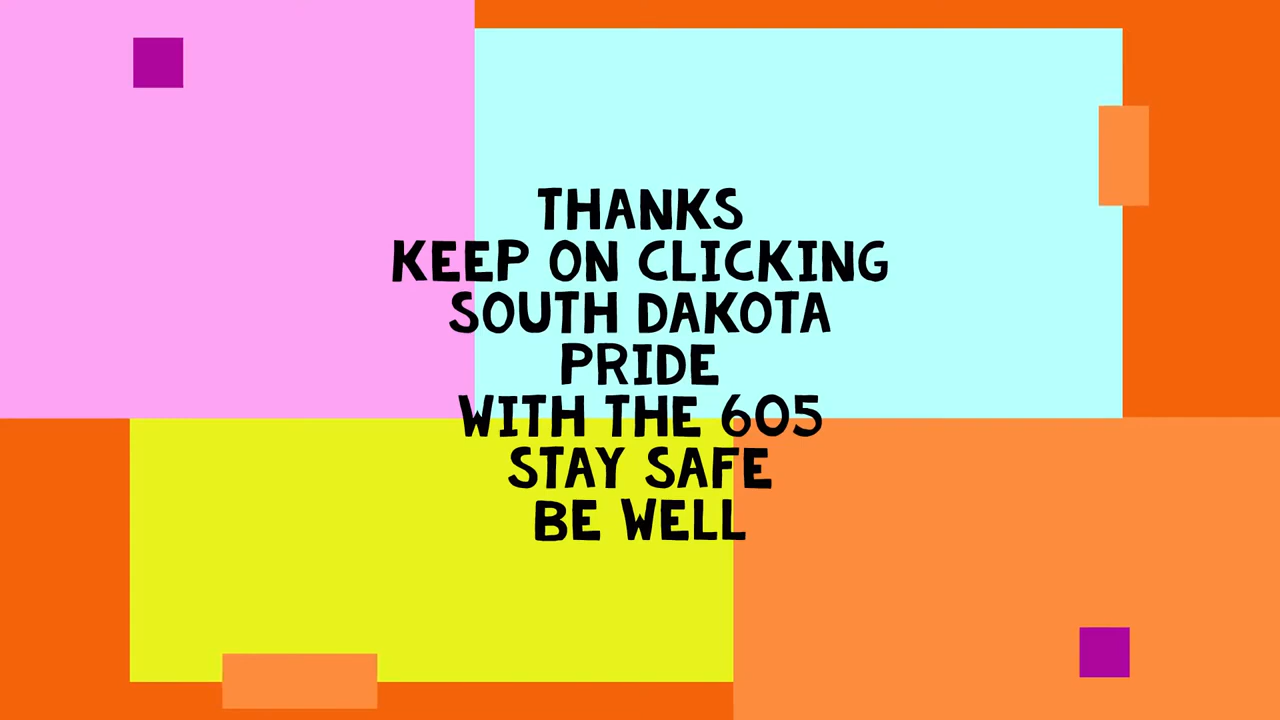 THANKS
KEEP ON CLICKING
SOUTH DAKOTA
PRIDE
WITH THE 605
STAY SAFE
BE WELL